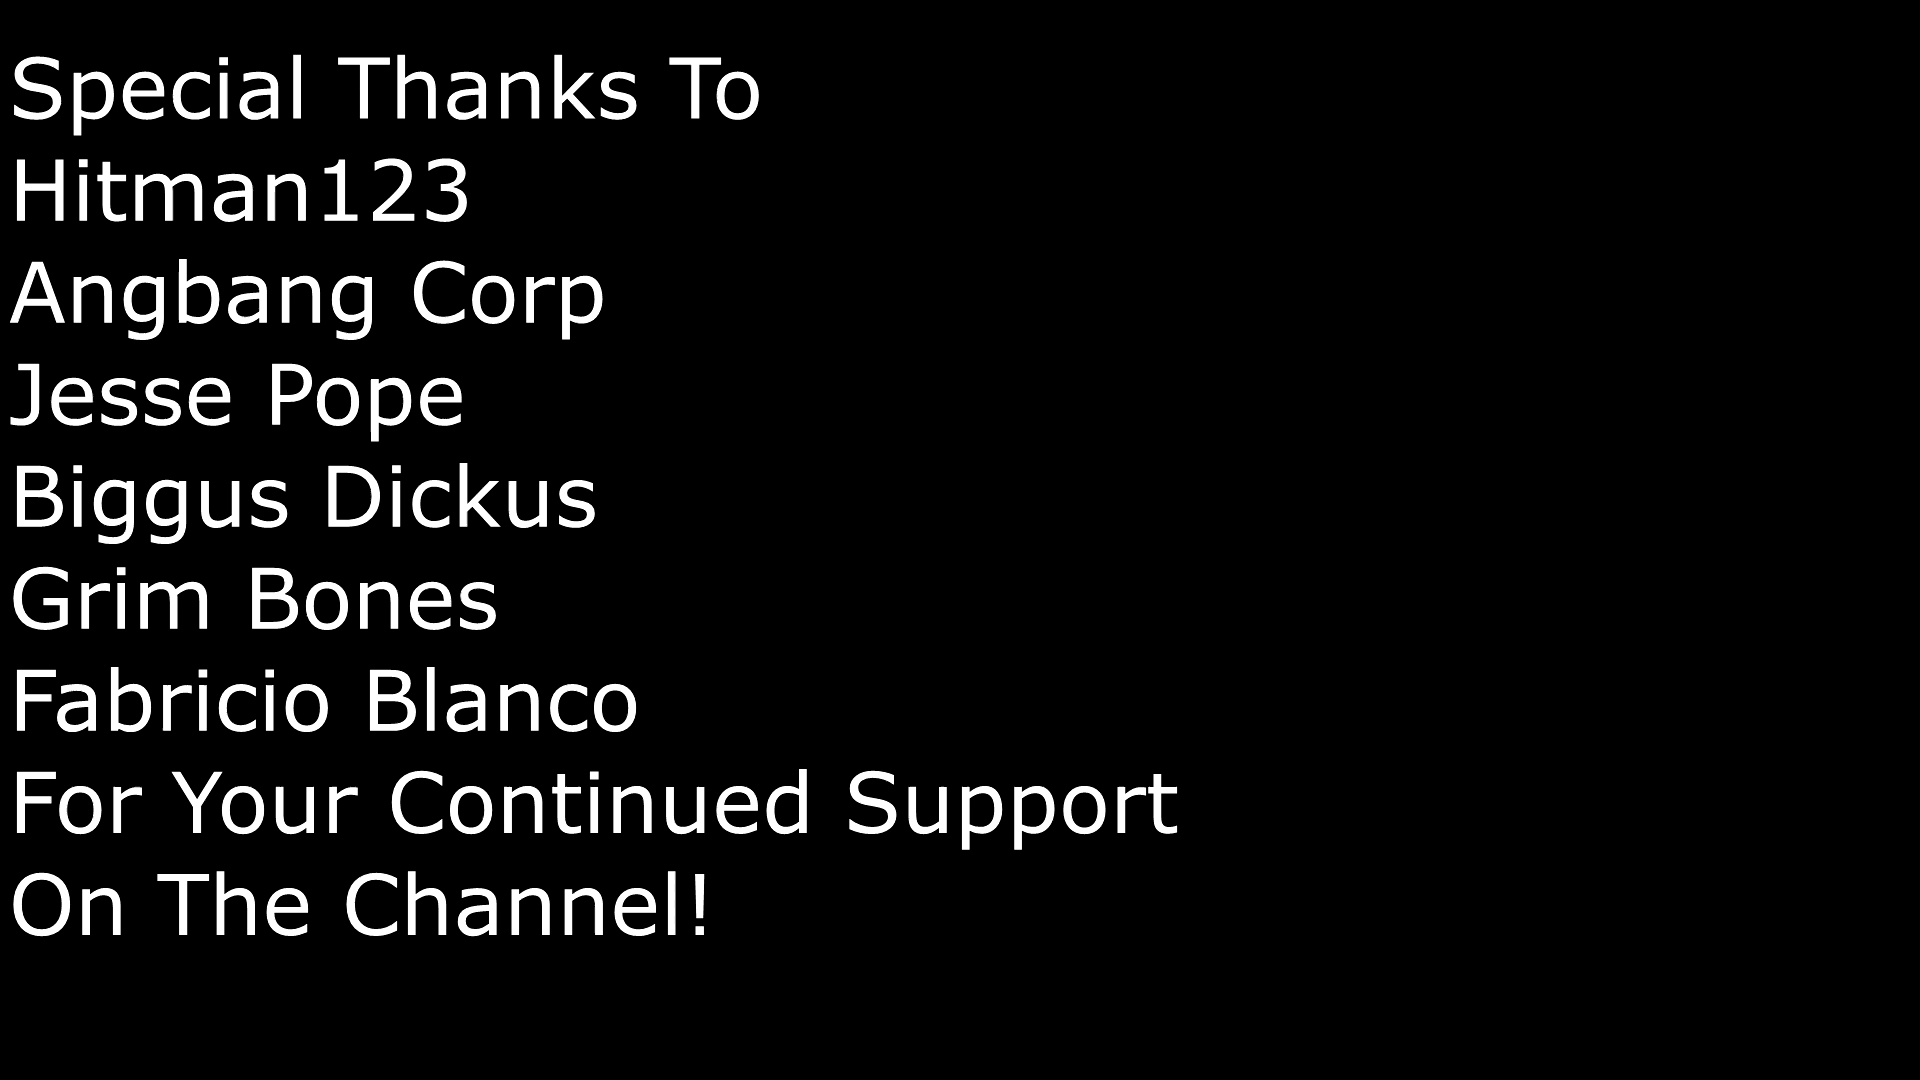 Special Thanks To
Hitman123
Angbang Corp
Jesse Pope
Biggus Dickus
Grim Bones
Fabricio Blanco
For Your Continued Support
On The Channel!